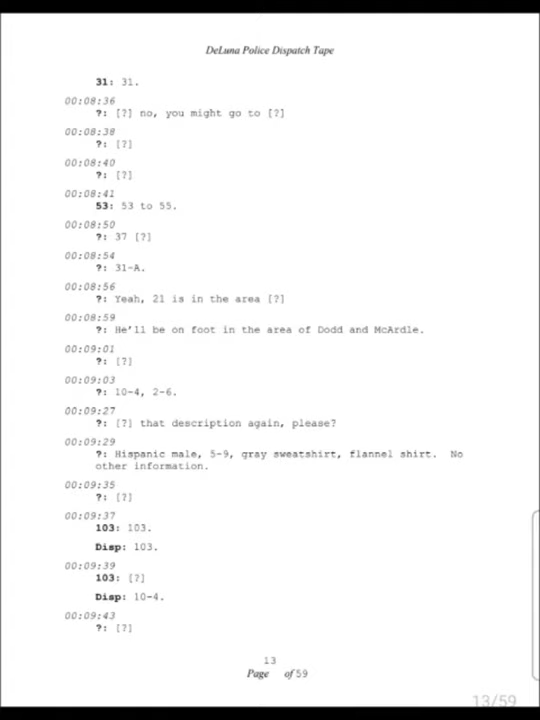 DeLuna Police Dispatch Tape
31: 31.
00:08:36
?: [?] no, you might go to [?]
00:08:38
?: [?]
00:08:40
?: [?]
00:08:41
53: 53 to 55.
00:08:50
?: 37 [?]
00:08:54
?: 31-A.
00:08:56
?: Yeah, 21 is in the area [?]
00:08:59
?: He'll be on foot in the area of Dodd and McArdle.
00:09:01
?: [?]
00:09:03
?: 10-4, 2-6.
00:09:27
?: [?] that description again, please?
00:09:29
?: Hispanic male, 5-9, gray sweatshirt, flannel shirt. No
other information.
00:09:35
?: [?]
00:09:37
103: 103.
Disp: 103.
00:09:39
103: [?]
Disp: 10-4.
00:09:43
?: [?]
13
Page of 59
13/59